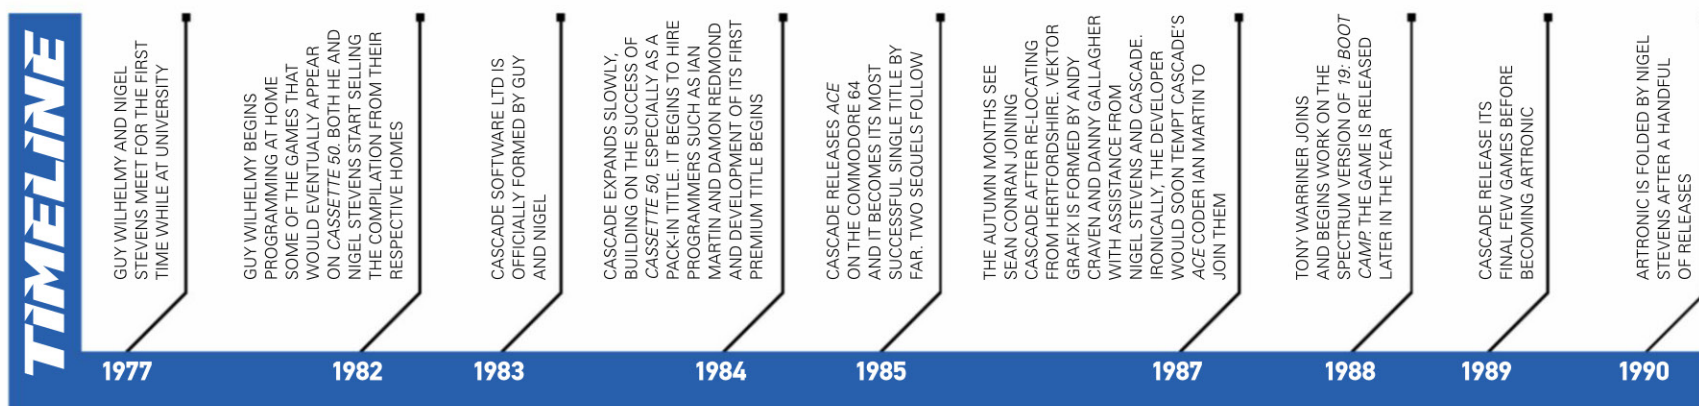 TIMELINE
GUY WILHELMY AND NIGEL
STEVENS MEET FOR THE FIRST
TIME WHILE AT UNIVERSITY
1977
GUY WILHELMY BEGINS
PROGRAMMING AT HOME
SOME OF THE GAMES THAT
WOULD EVENTUALLY APPEAR
ON CASSETTE 50. BOTH HE AND
NIGEL STEVENS START SELLING
THE COMPILATION FROM THEIR
RESPECTIVE HOMES
1982
CASCADE SOFTWARE LTD IS
OFFICIALLY FORMED BY GUY
AND NIGEL
1983
CASCADE EXPANDS SLOWLY,
BUILDING ON THE SUCCESS OF
CASSETTE 50, ESPECIALLY AS A
PACK-IN TITLE. IT BEGINS TO HIRE
PROGRAMMERS SUCH AS IAN
MARTIN AND DAMON REDMOND
AND DEVELOPMENT OF ITS FIRST
PREMIUM TITLE BEGINS
1984
CASCADE RELEASES ACE
ON THE COMMODORE 64
AND IT BECOMES ITS MOST
SUCCESSFUL SINGLE TITLE BY
FAR. TWO SEQUELS FOLLOW
1985
THE AUTUMN MONTHS SEE
SEAN CONRAN JOINING
CASCADE AFTER RE-LOCATING
FROM HERTFORDSHIRE. VEKTOR
GRAFIX IS FORMED BY ANDY
CRAVEN AND DANNY GALLAGHER
WITH ASSISTANCE FROM
NIGEL STEVENS AND CASCADE.
IRONICALLY, THE DEVELOPER
WOULD SOON TEMPT CASCADE'S
ACE CODER IAN MARTIN TO
JOIN THEM
1987
TONY WARRINER JOINS
AND BEGINS WORK ON THE
SPECTRUM VERSION OF 19: BOOT
CAMP. THE GAME IS RELEASED
LATER IN THE YEAR
1988
CASCADE RELEASE ITS
FINAL FEW GAMES BEFORE
BECOMING ARTRONIC
1989
ARTRONIC IS FOLDED BY NIGEL
STEVENS AFTER A HANDFUL
OF RELEASES
1990